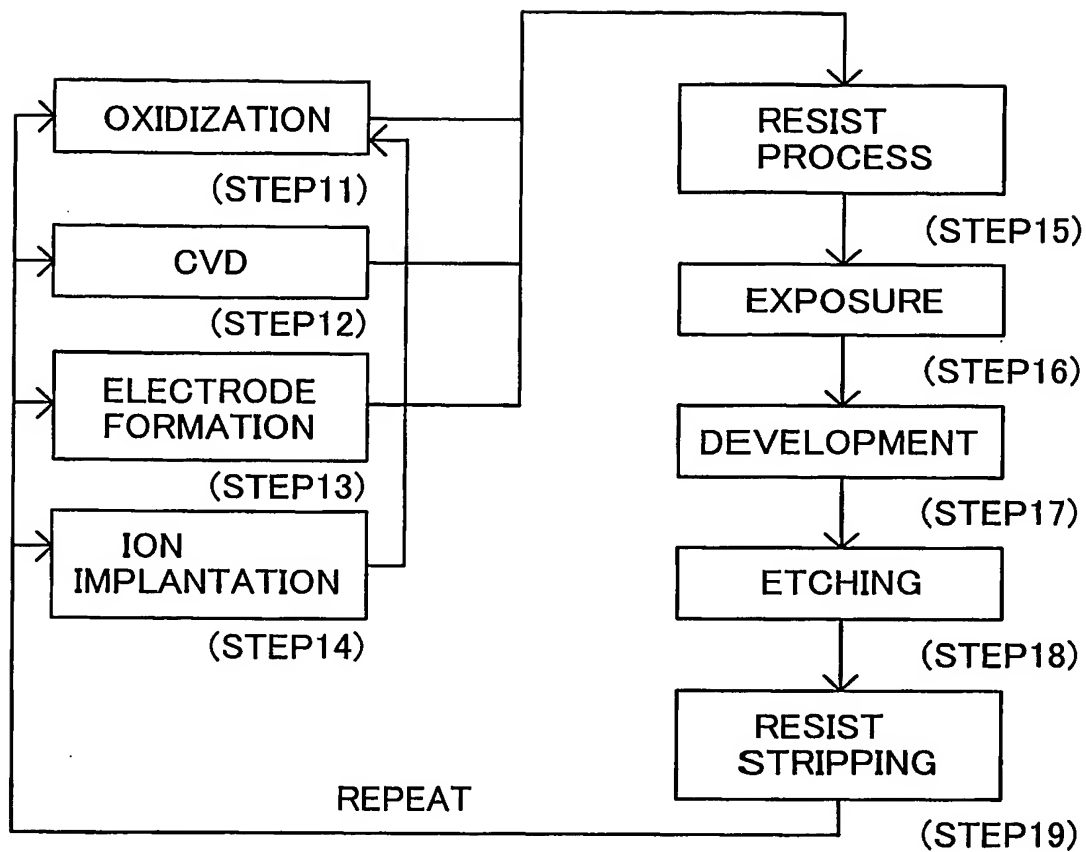 OXIDIZATION
(STEP11)
CVD
(STEP12)
ELECTRODE
FORMATION
(STEP13)
ION
IMPLANTATION
(STEP14)
RESIST
PROCESS
(STEP15)
EXPOSURE
(STEP16)
DEVELOPMENT
(STEP17)
ETCHING
(STEP18)
RESIST
STRIPPING
(STEP19)
REPEAT